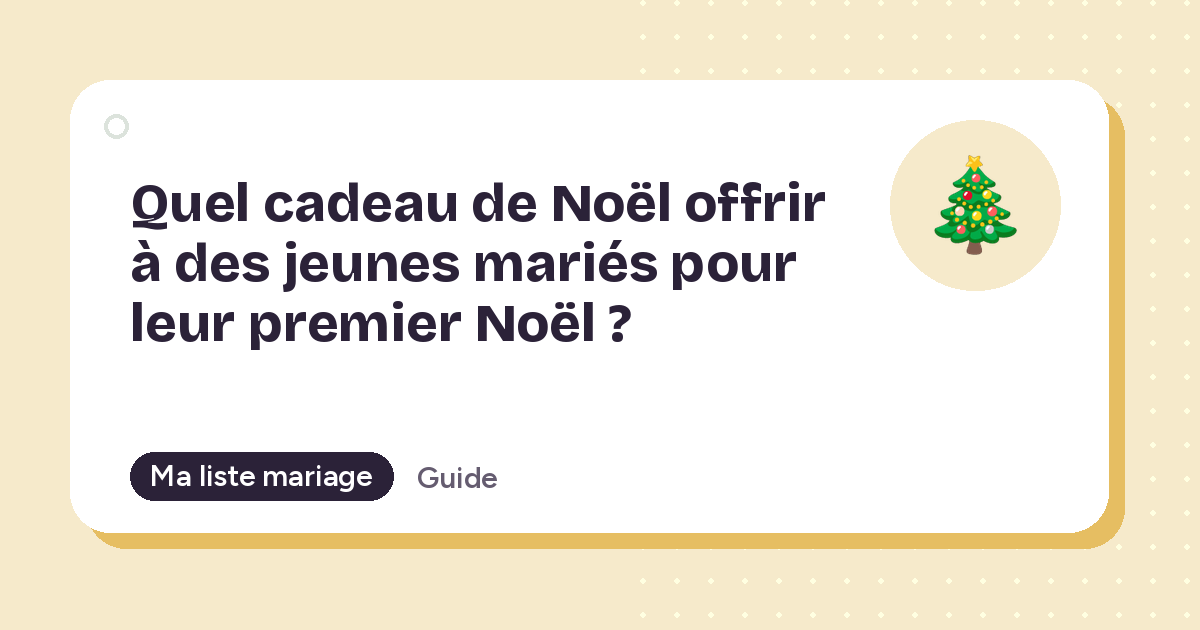 Quel cadeau de Noël offrir
à des jeunes mariés pour
leur premier Noël ?
Ma liste mariage
Guide